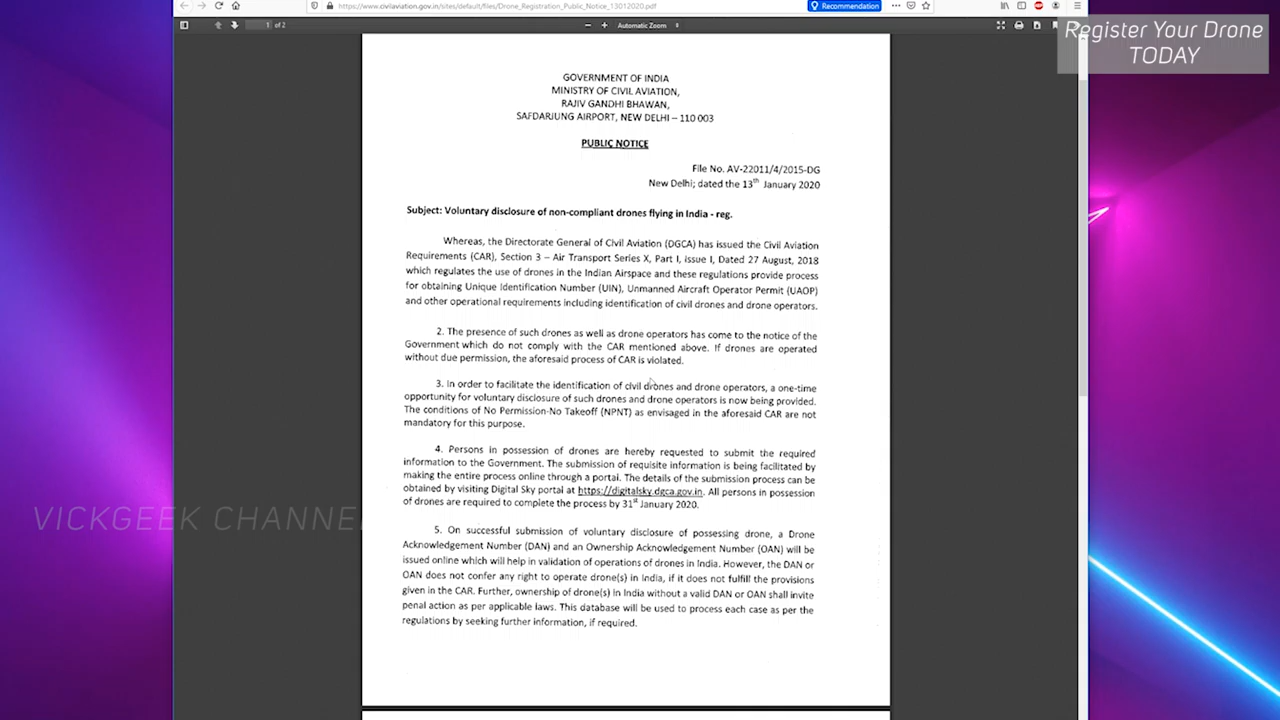 https://www.civilaviation.gov.in/sites/default/files/Drone_Registration_Public_Notice_13012020.pdf
Recommendation
1 of 2
Automatic Zoom
Register Your Drone
TODAY
GOVERNMENT OF INDIA
MINISTRY OF CIVIL AVIATION,
RAJIV GANDHI BHAWAN,
SAFDARJUNG AIRPORT, NEW DELHI – 110 003
PUBLIC NOTICE
File No. AV-22011/4/2015-DG
New Delhi; dated the 13th January 2020
Subject: Voluntary disclosure of non-compliant drones flying in India - reg.
Whereas, the Directorate General of Civil Aviation (DGCA) has issued the Civil Aviation
Requirements (CAR), Section 3 – Air Transport Series X, Part I, issue I, Dated 27 August, 2018
which regulates the use of drones in the Indian Airspace and these regulations provide process
for obtaining Unique Identification Number (UIN), Unmanned Aircraft Operator Permit (UAOP)
and other operational requirements including identification of civil drones and drone operators.
2. The presence of such drones as well as drone operators has come to the notice of the
Government which do not comply with the CAR mentioned above. If drones are operated
without due permission, the aforesaid process of CAR is violated.
3. In order to facilitate the identification of civil drones and drone operators, a one-time
opportunity for voluntary disclosure of such drones and drone operators is now being provided.
The conditions of No Permission-No Takeoff (NPNT) as envisaged in the aforesaid CAR are not
mandatory for this purpose.
4. Persons in possession of drones are hereby requested to submit the required
information to the Government. The submission of requisite information is being facilitated by
making the entire process online through a portal. The details of the submission process can be
obtained by visiting Digital Sky portal at https://digitalsky.dgca.gov.in. All persons in possession
of drones are required to complete the process by 31st January 2020.
VICKGEEK CHANNEL
5. On successful submission of voluntary disclosure of possessing drone, a Drone
Acknowledgement Number (DAN) and an Ownership Acknowledgement Number (OAN) will be
issued online which will help in validation of operations of drones in India. However, the DAN or
OAN does not confer any right to operate drone(s) in India, if it does not fulfill the provisions
given in the CAR. Further, ownership of drone(s) in India without a valid DAN or OAN shall invite
penal action as per applicable laws. This database will be used to process each case as per the
regulations by seeking further information, if required.